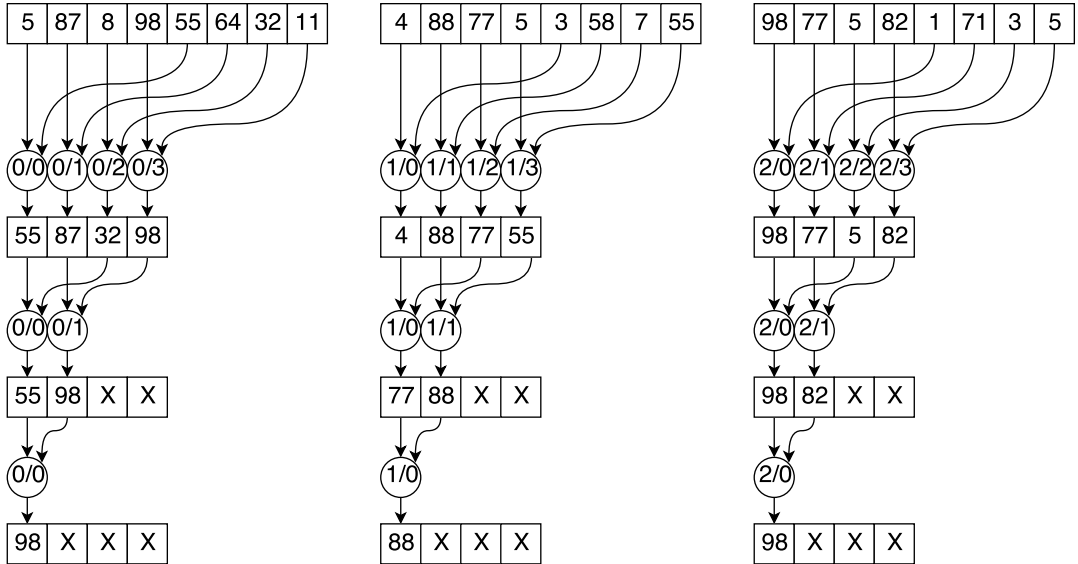 5 87 8 98 55 64 32 11 4 88 77 5 3 58 7 55 98 77 5 82 1 71 3 5
0/0 0/1 0/2 0/3 1/0 1/1 1/2 1/3 2/0 2/1 2/2 2/3
55 87 32 98 4 88 77 55 98 77 5 82
0/0 0/1 1/0 1/1 2/0 2/1
55 98 X X 77 88 X X 98 82 X X
0/0 1/0 2/0
98 X X X 88 X X X 98 X X X